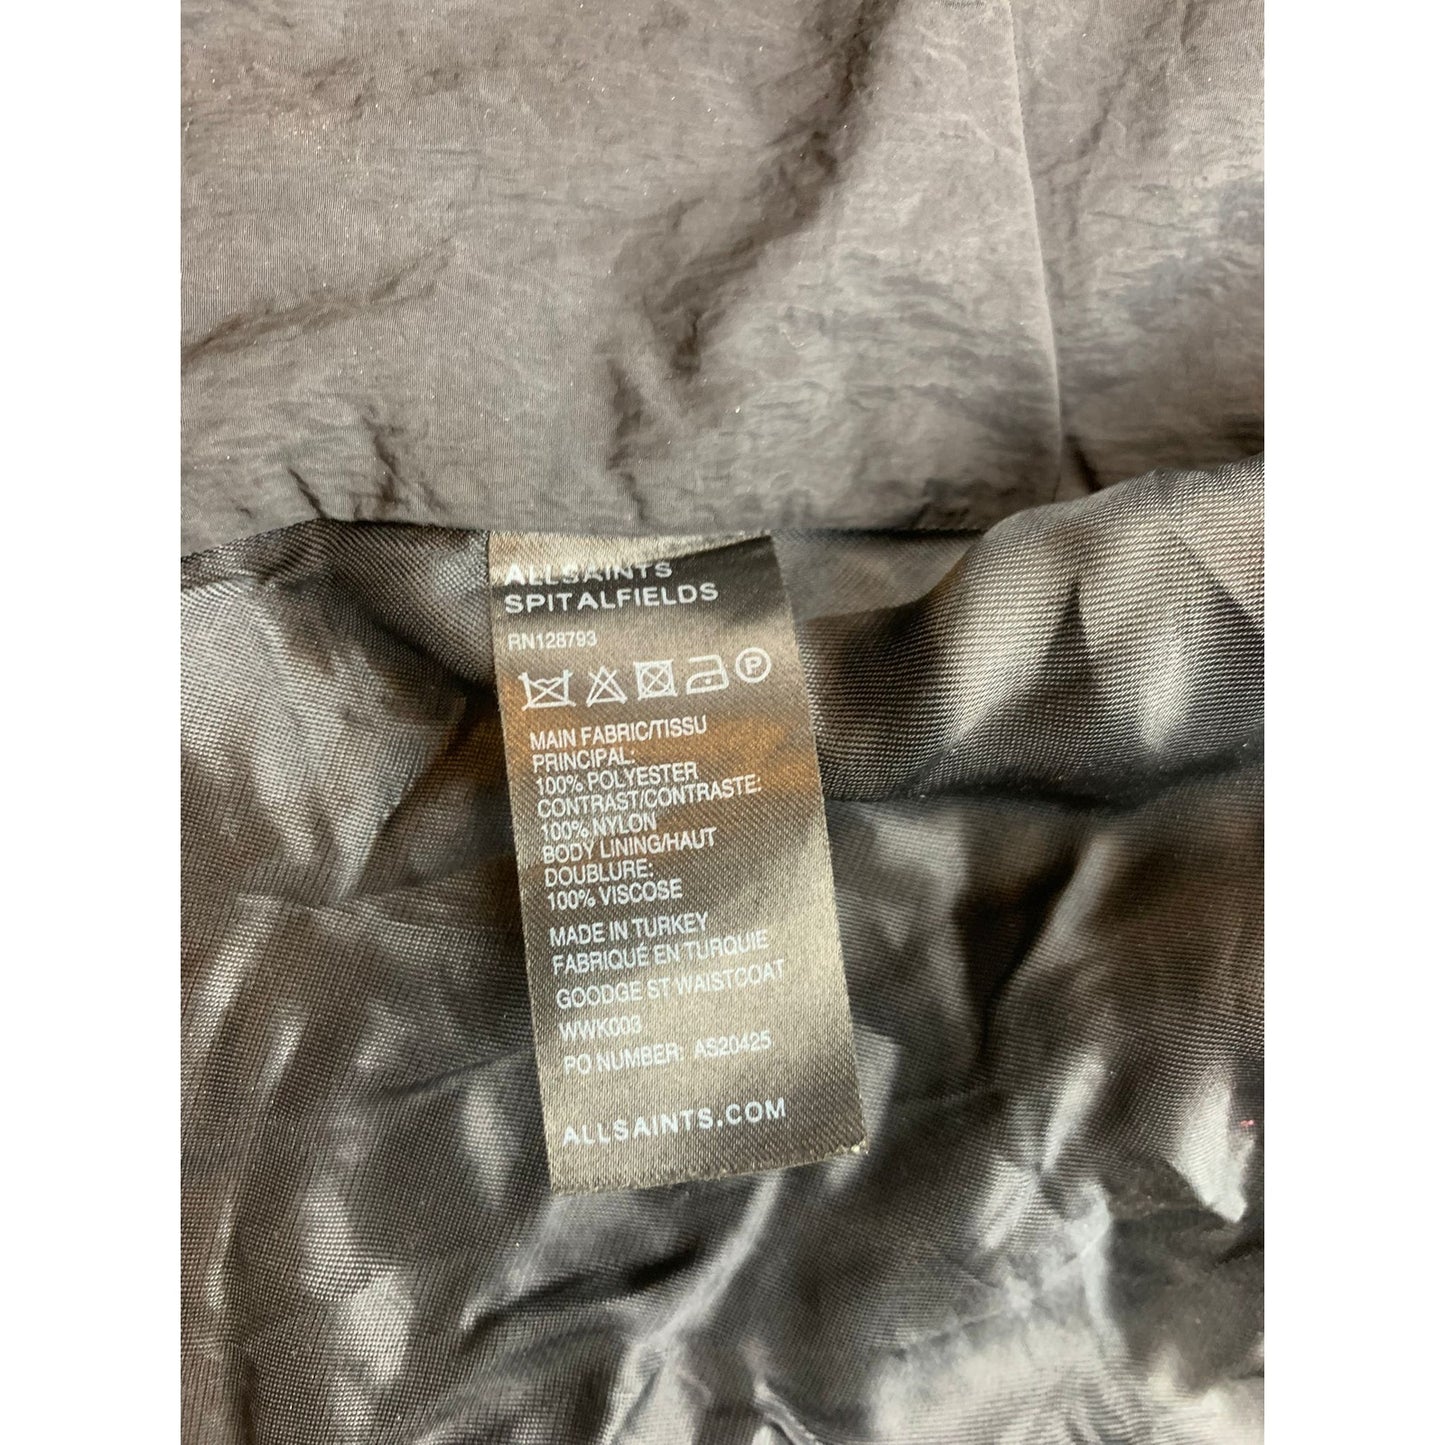 ALLSAINTS
SPITALFIELDS
RN128793
P
MAIN FABRIC/TISSU
PRINCIPAL:
100% POLYESTER
CONTRAST/CONTRASTE:
100% NYLON
BODY LINING/HAUT
DOUBLURE:
100% VISCOSE
MADE IN TURKEY
FABRIQUÉ EN TURQUIE
GOODGE ST WAISTCOAT
WWK003
PO NUMBER: AS20425
ALLSAINTS.COM